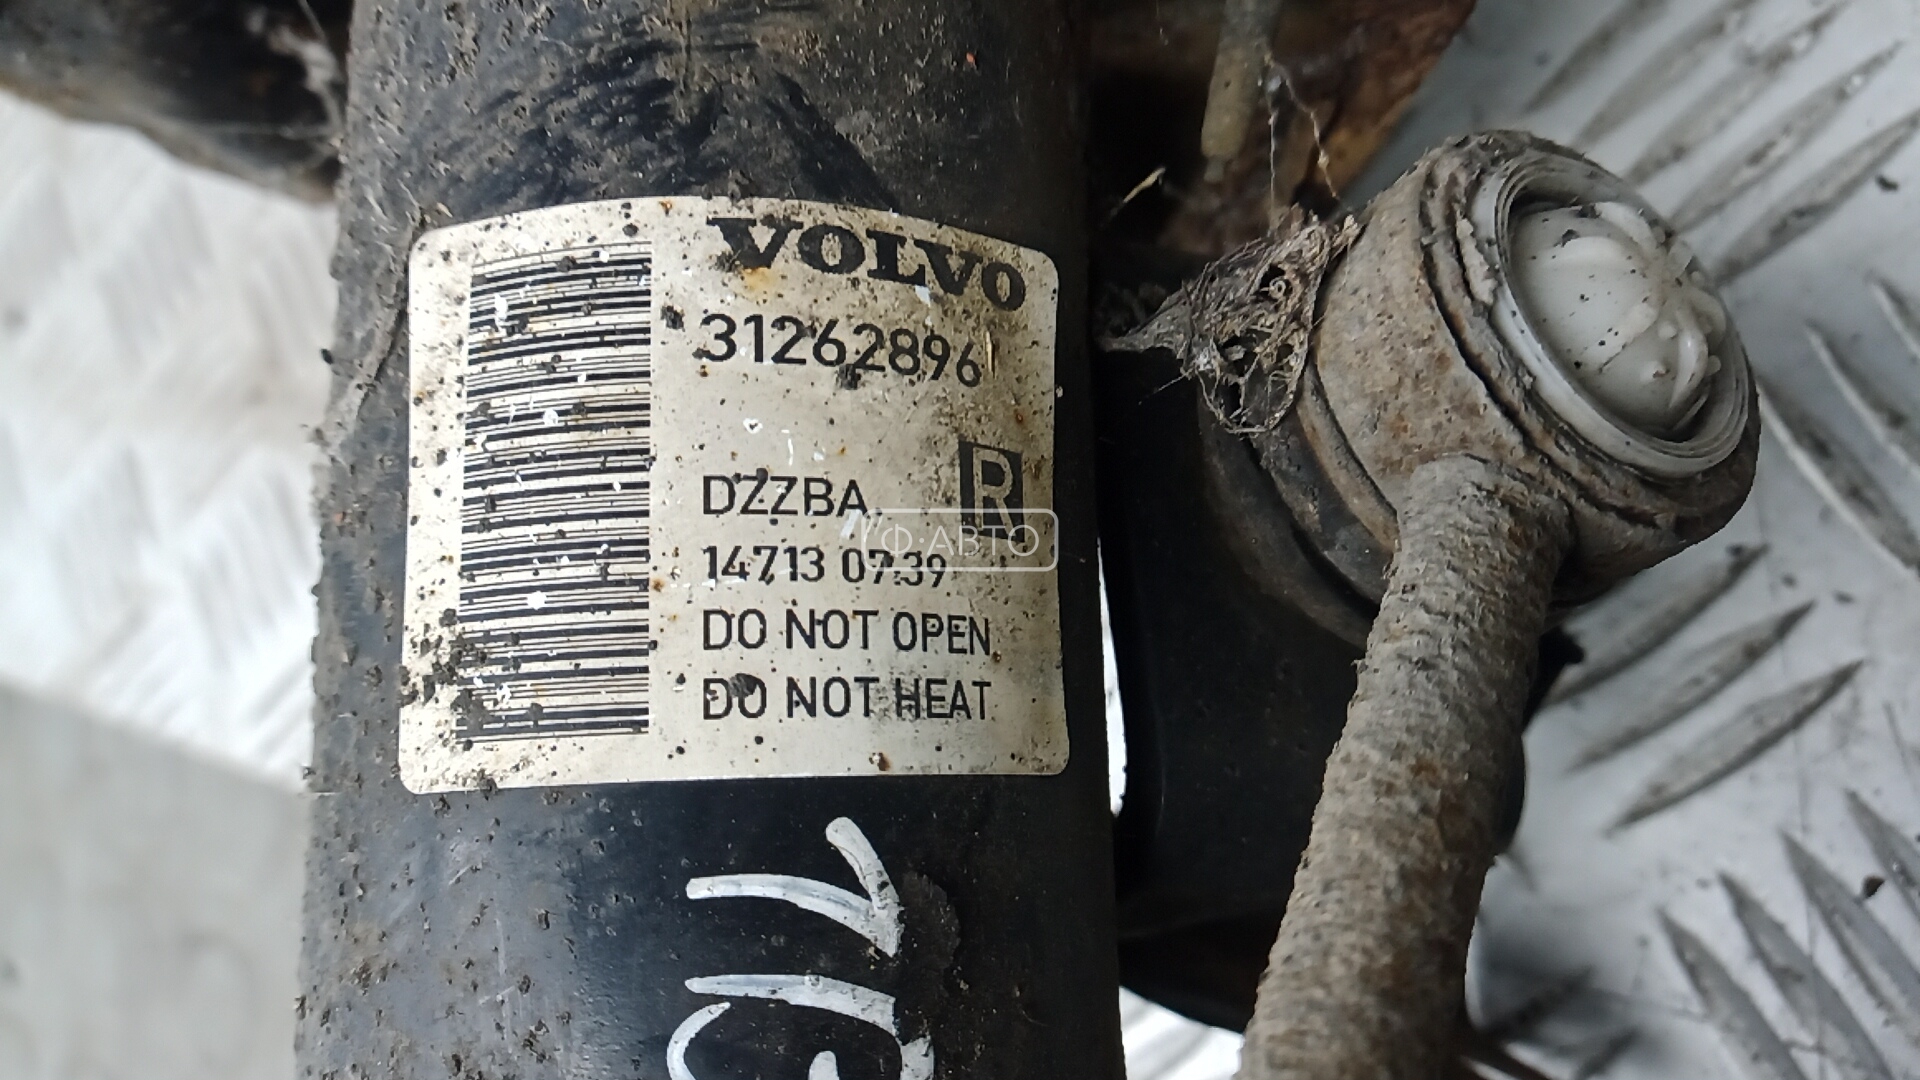 VOLVO
31262896
DZZBA
R
14713 07:39
DO NOT OPEN
DO NOT HEAT
Ф·АВТО